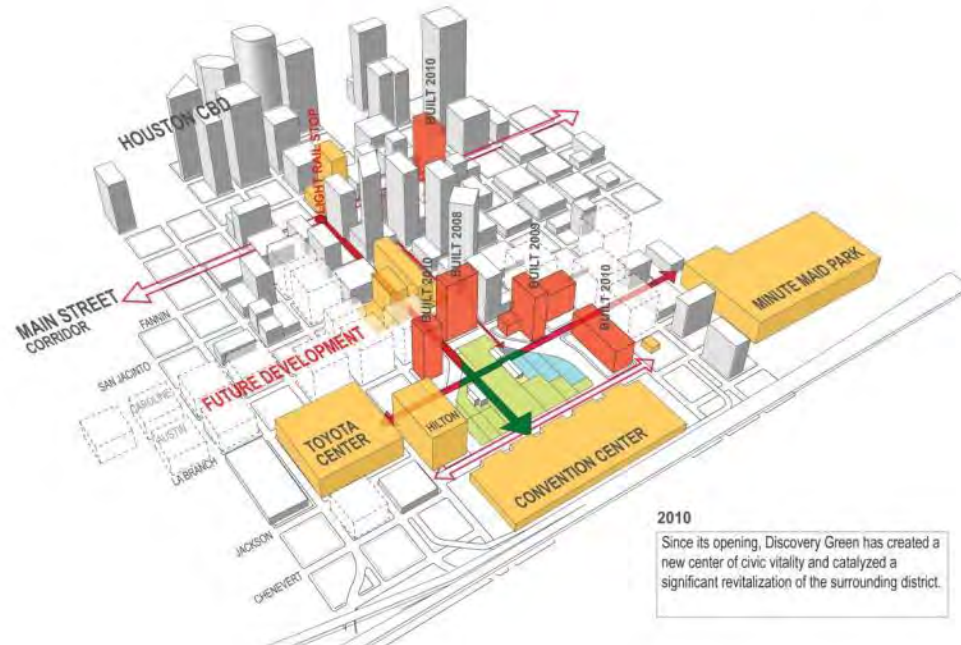 HOUSTON CBD
LIGHT RAIL STOP
BUILT 2010
BUILT 2008
BUILT 2010
BUILT 2009
BUILT 2010
MINUTE MAID PARK
MAIN STREET
CORRIDOR
FANNIN
SAN JACINTO
CAROLINE
AUSTIN
LA BRANCH
FUTURE DEVELOPMENT
TOYOTA
CENTER
HILTON
CONVENTION CENTER
JACKSON
CHENEVERT
2010
Since its opening, Discovery Green has created a
new center of civic vitality and catalyzed a
significant revitalization of the surrounding district.